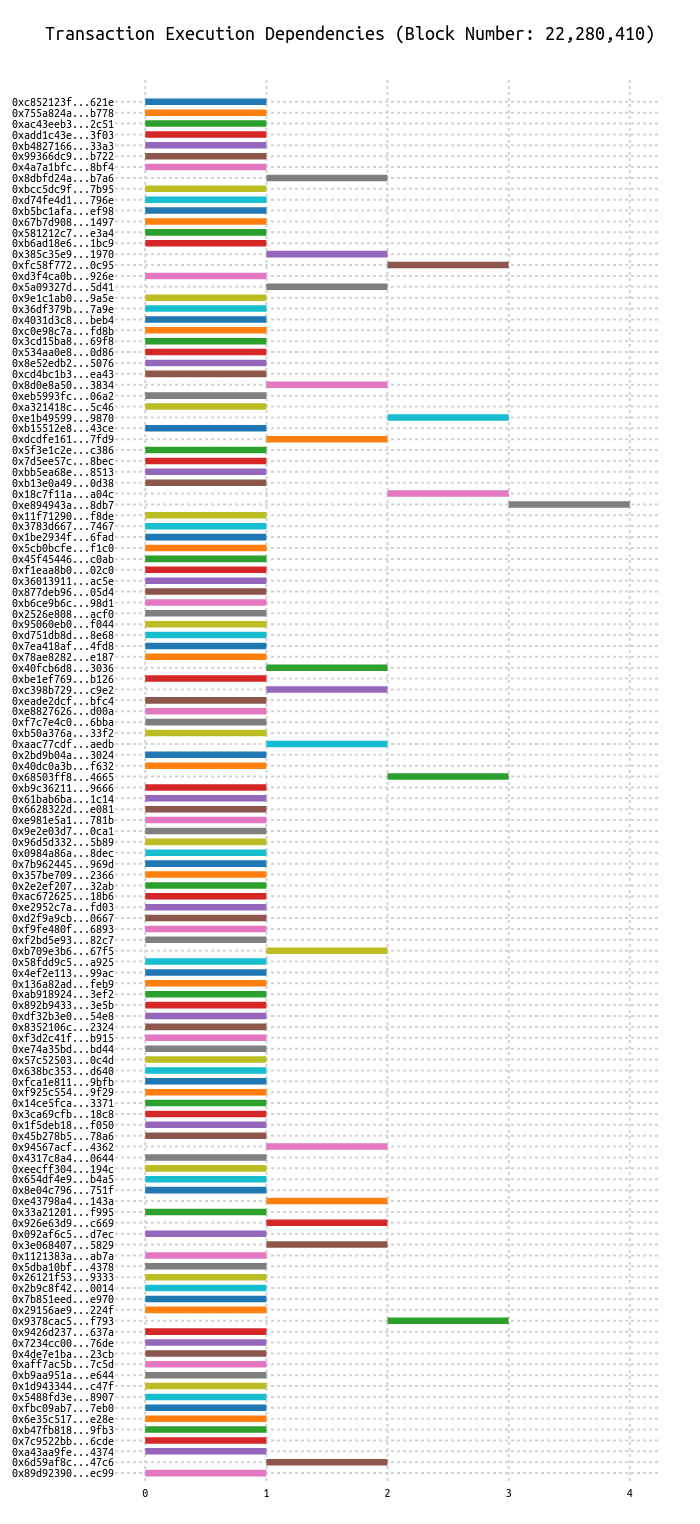 Transaction Execution Dependencies (Block Number: 22,280,410)
0xc852123f...621e
0x755a824a...b778
0xac43eeb3...2c51
0xadd1c43e...3f03
0xb4827166...33a3
0x99366dc9...b722
0x4a7a1bfc...8bf4
0x8dbfd24a...b7a6
0xbcc5dc9f...7b95
0xd74fe4d1...796e
0xb5bc1afa...ef98
0x67b7d908...1497
0x581212c7...e3a4
0xb6ad18e6...1bc9
0x385c35e9...1970
0xfc58f772...0c95
0xd3f4ca0b...926e
0x5a09327d...5d41
0x9e1c1ab0...9a5e
0x36df379b...7a9e
0x4031d3c8...beb4
0xc0e98c7a...fd8b
0x3cd15ba8...69f8
0x534aa0e8...0d86
0x8e52edb2...5076
0xcd4bc1b3...ea43
0x8d0e8a50...3834
0xeb5993fc...06a2
0xa321418c...5c46
0xe1b49599...9870
0xb15512e8...43ce
0xdcdfe161...7fd9
0x5f3e1c2e...c386
0x7d5ee57c...8bec
0xbb5ea68e...8513
0xb13e0a49...0d38
0x18c7f11a...a04c
0xe894943a...8db7
0x11f71290...f8de
0x3783d667...7467
0x1be2934f...6fad
0x5cb0bcfe...f1c0
0x45f45446...c0ab
0xf1eaa8b0...02c0
0x36013911...ac5e
0x877deb96...05d4
0xb6ce9b6c...98d1
0x2526e808...acf0
0x95060eb0...f044
0xd751db8d...8e68
0x7ea418af...4fd8
0x78ae8282...e187
0x40fcb6d8...3036
0xbe1ef769...b126
0xc398b729...c9e2
0xeade2dcf...bfc4
0xe8827626...d00a
0xf7c7e4c0...6bba
0xb50a376a...33f2
0xaac77cdf...aedb
0x2bd9b04a...3024
0x40dc0a3b...f632
0x68503ff8...4665
0xb9c36211...9666
0x61bab6ba...1c14
0x6628322d...e081
0xe981e5a1...781b
0x9e2e03d7...0ca1
0x96d5d332...5b89
0x0984a86a...8dec
0x7b962445...969d
0x357be709...2366
0x2e2ef207...32ab
0xac672625...18b6
0xe2952c7a...fd03
0xd2f9a9cb...0667
0xf9fe480f...6893
0xf2bd5e93...82c7
0xb709e3b6...67f5
0x58fdd9c5...a925
0x4ef2e113...99ac
0x136a82ad...feb9
0xab918924...3ef2
0x892b9433...3e5b
0xdf32b3e0...54e8
0x8352106c...2324
0xf3d2c41f...b915
0xe74a35bd...bd44
0x57c52503...0c4d
0x638bc353...d640
0xfca1e811...9bfb
0xf925c554...9f29
0x14ce5fca...3371
0x3ca69cfb...18c8
0x1f5deb18...f050
0x45b278b5...78a6
0x94567acf...4362
0x4317c8a4...0644
0xeecff304...194c
0x654df4e9...b4a5
0x8e04c796...751f
0xe43798a4...143a
0x33a21201...f995
0x926e63d9...c669
0x092af6c5...d7ec
0x3e068407...5829
0x1121383a...ab7a
0x5dba10bf...4378
0x26121f53...9333
0x2b9c8f42...0014
0x7b851eed...e970
0x29156ae9...224f
0x9378cac5...f793
0x9426d237...637a
0x7234cc00...76de
0x4de7e1ba...23cb
0xaff7ac5b...7c5d
0xb9aa951a...e644
0x1d943344...c47f
0x5488fd3e...8907
0xfbc09ab7...7eb0
0x6e35c517...e28e
0xb47fb818...9fb3
0x7c9522bb...6cde
0xa43aa9fe...4374
0x6d59af8c...47c6
0x89d92390...ec99
0 1 2 3 4